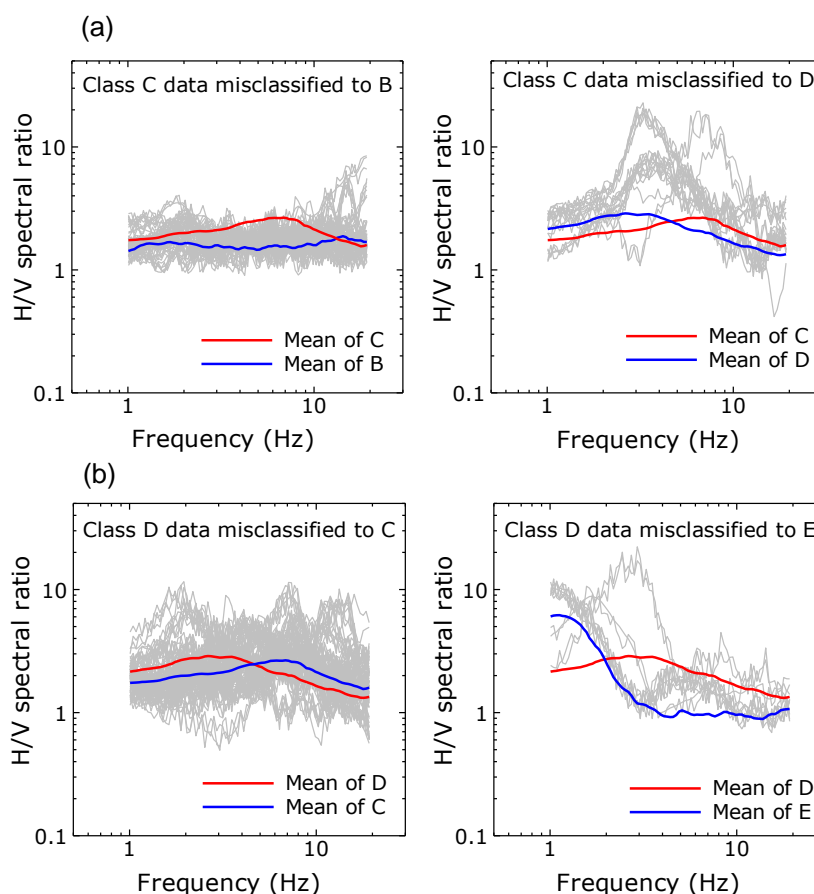 (a)
Class C data misclassified to B
H/V spectral ratio
10
1
0.1
Mean of C
Mean of B
1
10
Frequency (Hz)
Class C data misclassified to D
H/V spectral ratio
10
1
0.1
Mean of C
Mean of D
1
10
Frequency (Hz)
(b)
Class D data misclassified to C
H/V spectral ratio
10
1
0.1
Mean of D
Mean of C
1
10
Frequency (Hz)
Class D data misclassified to E
H/V spectral ratio
10
1
0.1
Mean of D
Mean of E
1
10
Frequency (Hz)